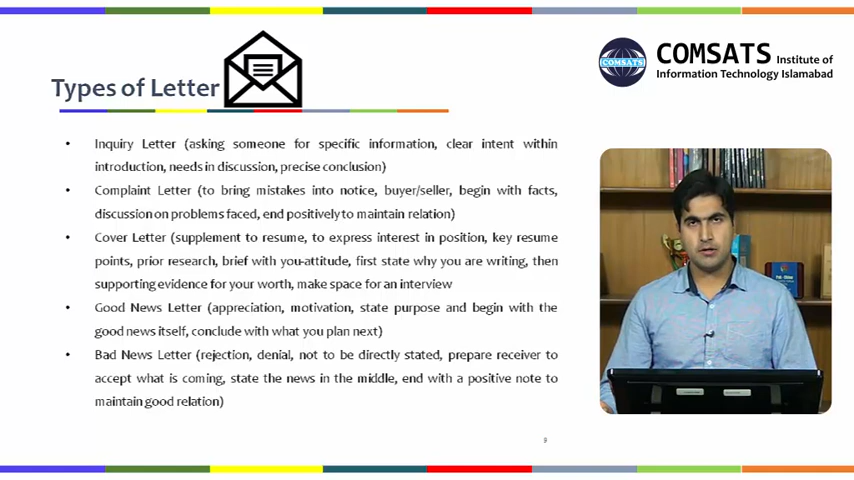 COMSATS Institute of
Information Technology Islamabad
COMSATS
Types of Letter
• Inquiry Letter (asking someone for specific information, clear intent within
introduction, needs in discussion, precise conclusion)
• Complaint Letter (to bring mistakes into notice, buyer/seller, begin with facts,
discussion on problems faced, end positively to maintain relation)
• Cover Letter (supplement to resume, to express interest in position, key resume
points, prior research, brief with you-attitude, first state why you are writing, then
supporting evidence for your worth, make space for an interview
• Good News Letter (appreciation, motivation, state purpose and begin with the
good news itself, conclude with what you plan next)
• Bad News Letter (rejection, denial, not to be directly stated, prepare receiver to
accept what is coming, state the news in the middle, end with a positive note to
maintain good relation)
9